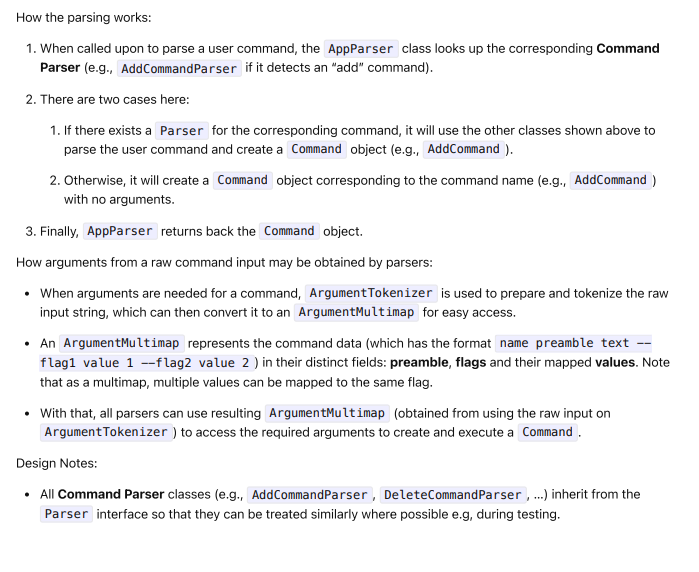 How the parsing works:
1. When called upon to parse a user command, the AppParser class looks up the corresponding Command
Parser (e.g., AddCommandParser if it detects an “add” command).
2. There are two cases here:
1. If there exists a Parser for the corresponding command, it will use the other classes shown above to
parse the user command and create a Command object (e.g., AddCommand ).
2. Otherwise, it will create a Command object corresponding to the command name (e.g., AddCommand )
with no arguments.
3. Finally, AppParser returns back the Command object.
How arguments from a raw command input may be obtained by parsers:
• When arguments are needed for a command, ArgumentTokenizer is used to prepare and tokenize the raw
input string, which can then convert it to an ArgumentMultimap for easy access.
• An ArgumentMultimap represents the command data (which has the format name preamble text --
flag1 value 1 --flag2 value 2 ) in their distinct fields: preamble, flags and their mapped values. Note
that as a multimap, multiple values can be mapped to the same flag.
• With that, all parsers can use resulting ArgumentMultimap (obtained from using the raw input on
ArgumentTokenizer ) to access the required arguments to create and execute a Command .
Design Notes:
• All Command Parser classes (e.g., AddCommandParser , DeleteCommandParser , ...) inherit from the
Parser interface so that they can be treated similarly where possible e.g, during testing.